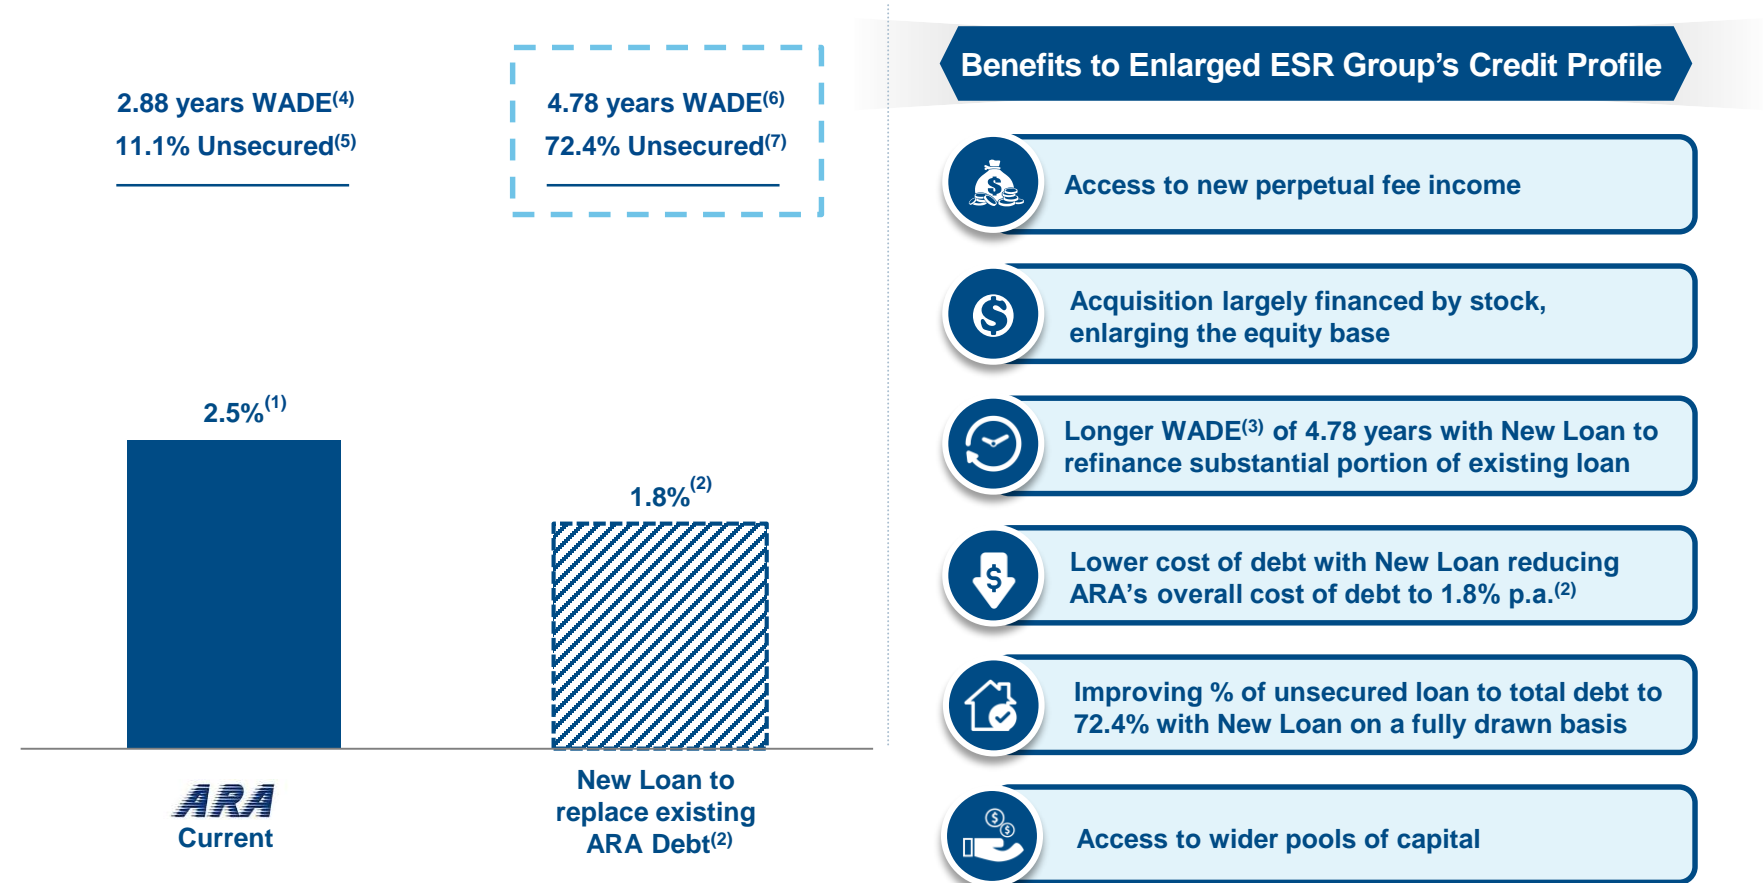 2.88 years WADE(4)
11.1% Unsecured(5)
4.78 years WADE(6)
72.4% Unsecured(7)
2.5%(1)
1.8%(2)
ARA
Current
New Loan to
replace existing
ARA Debt(2)
Benefits to Enlarged ESR Group's Credit Profile
Access to new perpetual fee income
Acquisition largely financed by stock,
enlarging the equity base
Longer WADE(3) of 4.78 years with New Loan to
refinance substantial portion of existing loan
Lower cost of debt with New Loan reducing
ARA's overall cost of debt to 1.8% p.a.(2)
Improving % of unsecured loan to total debt to
72.4% with New Loan on a fully drawn basis
Access to wider pools of capital